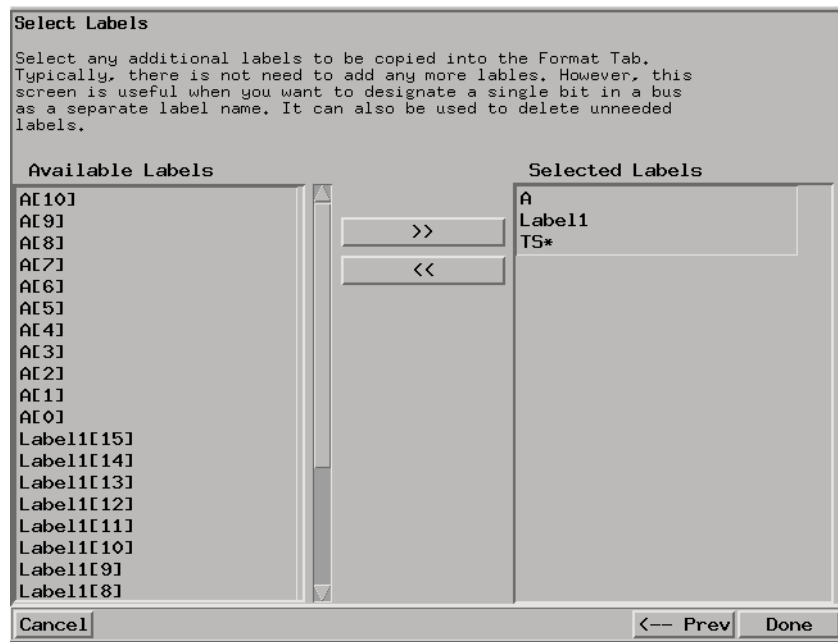 Select Labels
Select any additional labels to be copied into the Format Tab.
Typically, there is not need to add any more lables. However, this
screen is useful when you want to designate a single bit in a bus
as a separate label name. It can also be used to delete unneeded
labels.
Available Labels
A[10]
A[9]
A[8]
A[7]
A[6]
A[5]
A[4]
A[3]
A[2]
A[1]
A[0]
Label1[15]
Label1[14]
Label1[13]
Label1[12]
Label1[11]
Label1[10]
Label1[9]
Label1[8]
>>
<<
Selected Labels
A
Label1
TS*
Cancel
<-- Prev
Done